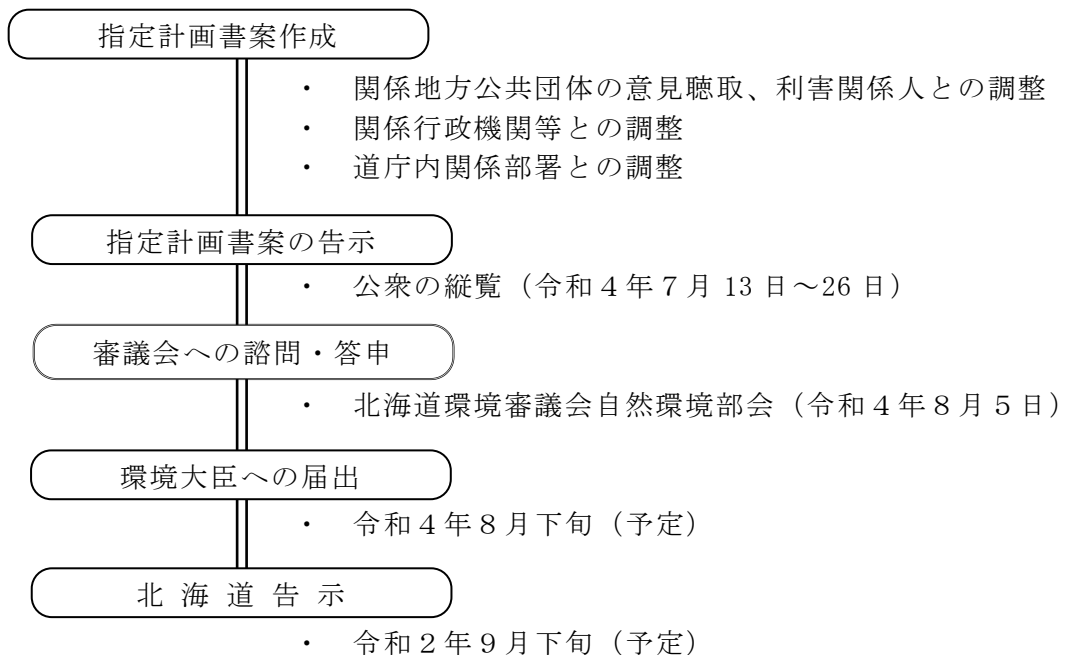 指定計画書案作成
・ 関係地方公共団体の意見聴取、利害関係人との調整
・ 関係行政機関等との調整
・ 道庁内関係部署との調整
指定計画書案の告示
・ 公衆の縦覧（令和４年７月 13 日～26 日）
審議会への諮問・答申
・ 北海道環境審議会自然環境部会（令和４年８月５日）
環境大臣への届出
・ 令和４年８月下旬（予定）
北 海 道 告 示
・ 令和２年９月下旬（予定）